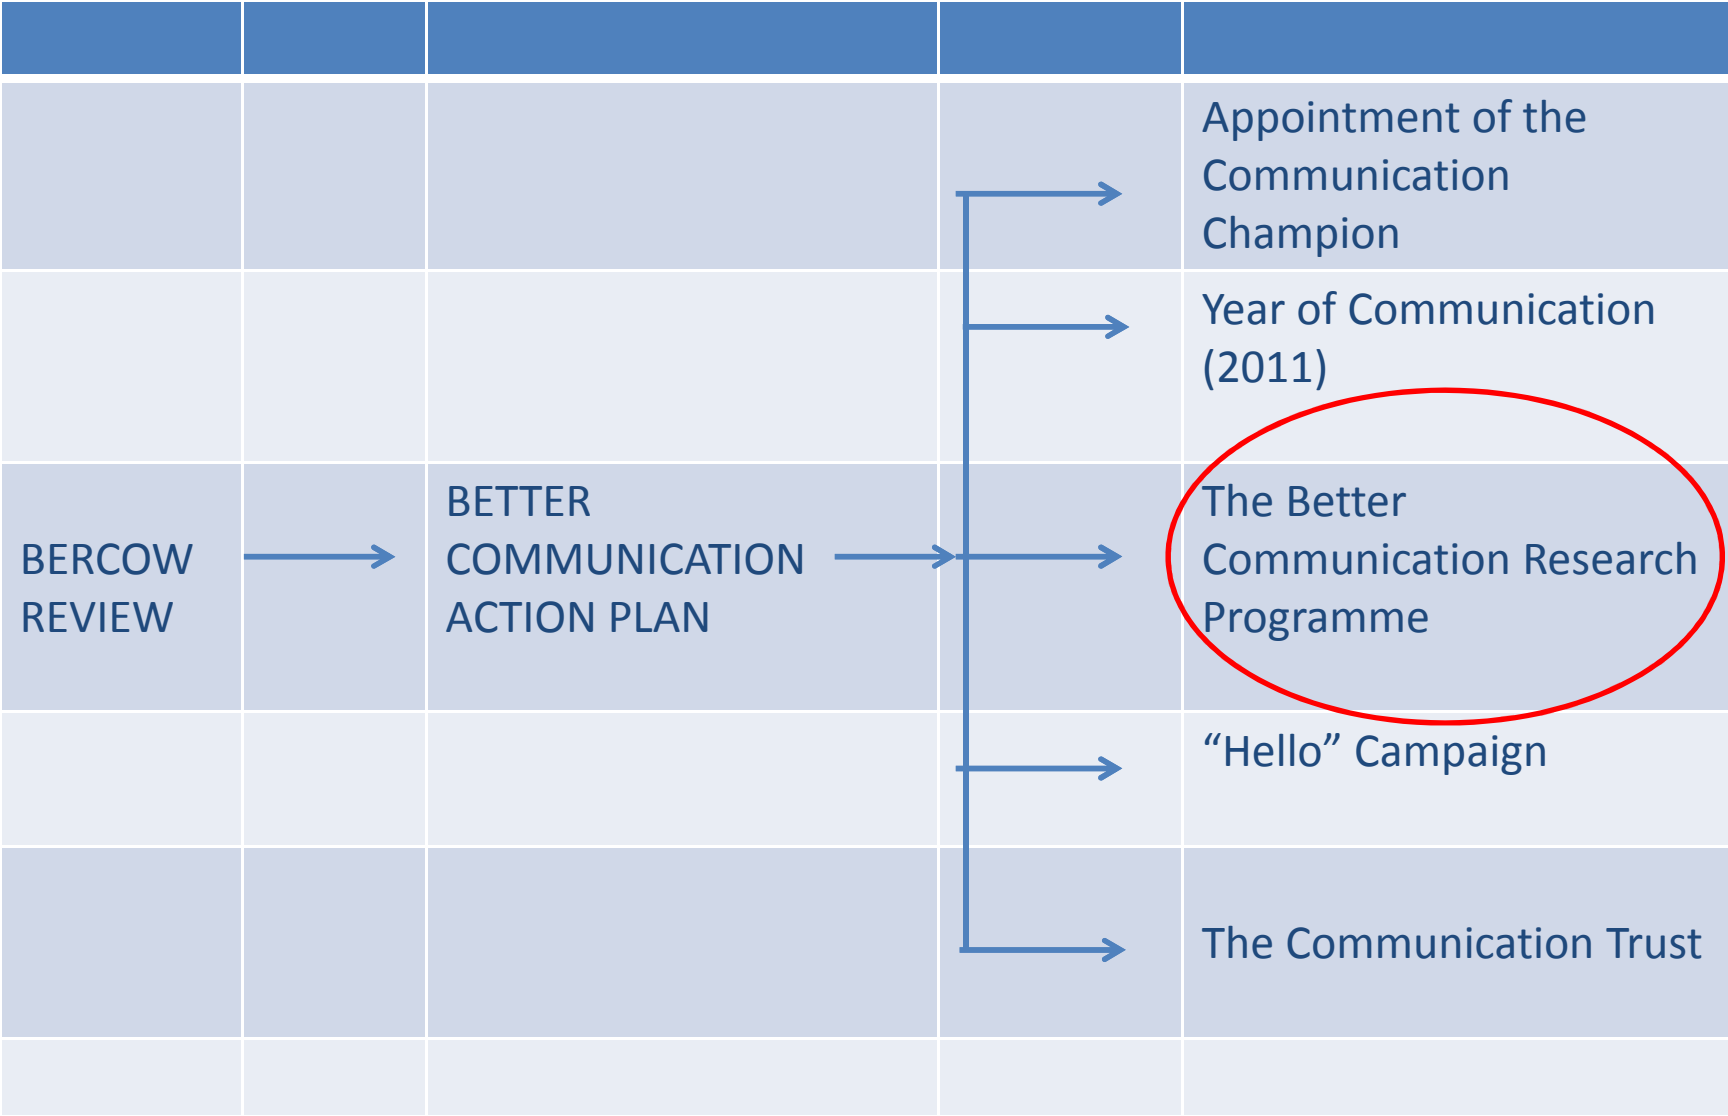 Appointment of the
Communication
Champion
Year of Communication
(2011)
BERCOW
REVIEW
BETTER
COMMUNICATION
ACTION PLAN
The Better
Communication Research
Programme
“Hello” Campaign
The Communication Trust